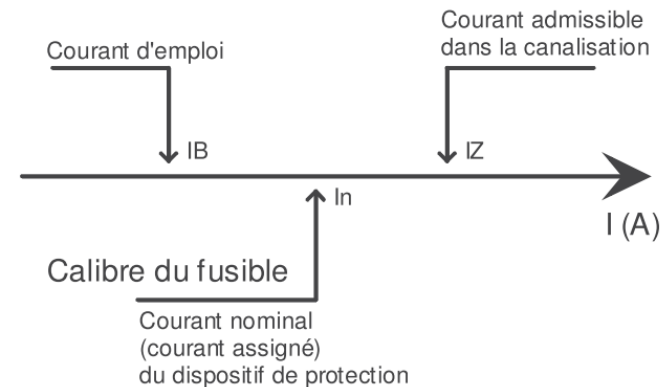 Courant admissible
dans la canalisation
Courant d'emploi
IB
IZ
In
I (A)
Calibre du fusible
Courant nominal
(courant assigné)
du dispositif de protection